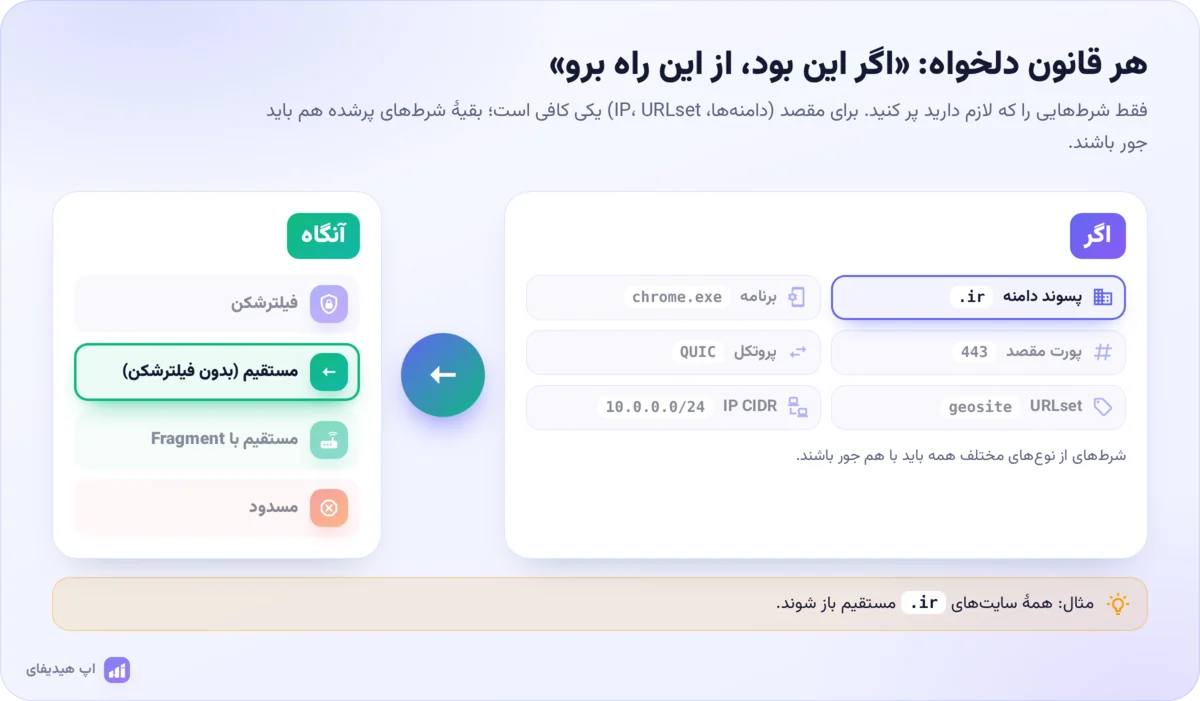 هر قانون دلخواه: «اگر این بود، از این راه برو»
فقط شرط‌هایی را که لازم دارید پر کنید. برای مقصد (دامنه‌ها، IP، URLset) یکی کافی است؛ بقیهٔ شرط‌های پرشده هم باید
جور باشند.
اگر
پسوند دامنه .ir
برنامه chrome.exe
پورت مقصد 443
پروتکل QUIC
URLset geosite
IP CIDR 10.0.0.0/24
شرط‌های از نوع‌های مختلف همه باید با هم جور باشند.
آنگاه
فیلترشکن
مستقیم (بدون فیلترشکن)
مستقیم با Fragment
مسدود
مثال: همهٔ سایت‌های .ir مستقیم باز شوند.
اپ هیدیفای